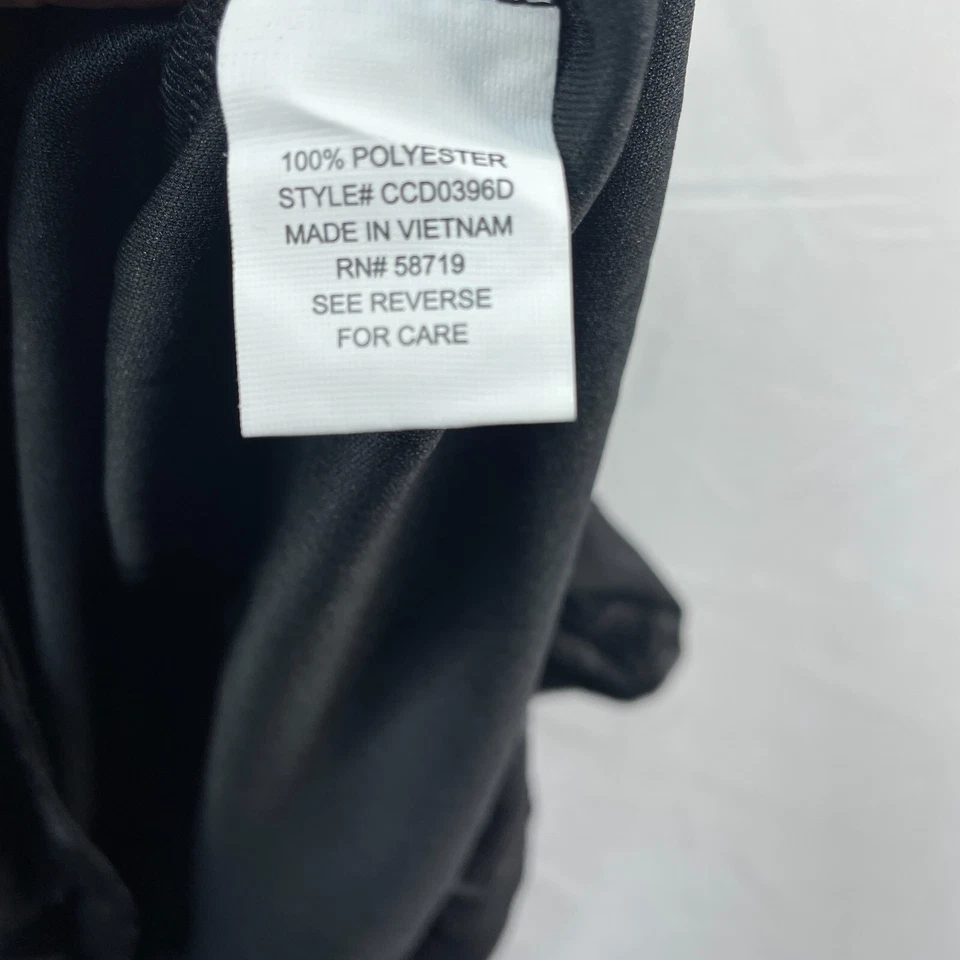 100% POLYESTER
STYLE# CCD0396D
MADE IN VIETNAM
RN# 58719
SEE REVERSE
FOR CARE